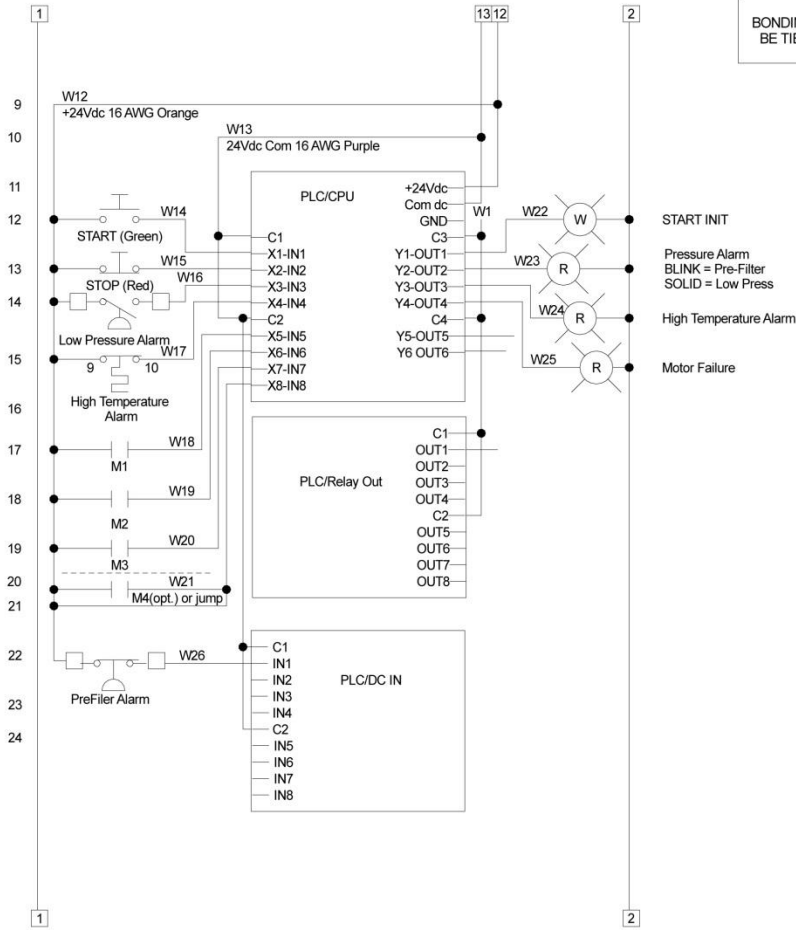 1
13
12
2
BONDIN
BE TIE
9
W12
+24Vdc 16 AWG Orange
10
W13
24Vdc Com 16 AWG Purple
11
PLC/CPU
+24Vdc
Com dc
GND
C3
Y1-OUT1
Y2-OUT2
Y3-OUT3
Y4-OUT4
C4
Y5-OUT5
Y6 OUT6
W1
C1
X1-IN1
X2-IN2
X3-IN3
X4-IN4
C2
X5-IN5
X6-IN6
X7-IN7
X8-IN8
12
W14
START (Green)
W22
W
START INIT
13
W15
STOP (Red)
W23
R
Pressure Alarm
BLINK = Pre-Filter
SOLID = Low Press
14
W16
Low Pressure Alarm
W24
R
High Temperature Alarm
15
W17
9
10
High Temperature
Alarm
W25
R
Motor Failure
16
17
W18
M1
18
W19
M2
19
W20
M3
20
W21
M4(opt.) or jump
21
PLC/Relay Out
C1
OUT1
OUT2
OUT3
OUT4
C2
OUT5
OUT6
OUT7
OUT8
22
W26
PreFiler Alarm
23
24
PLC/DC IN
C1
IN1
IN2
IN3
IN4
C2
IN5
IN6
IN7
IN8
1
2